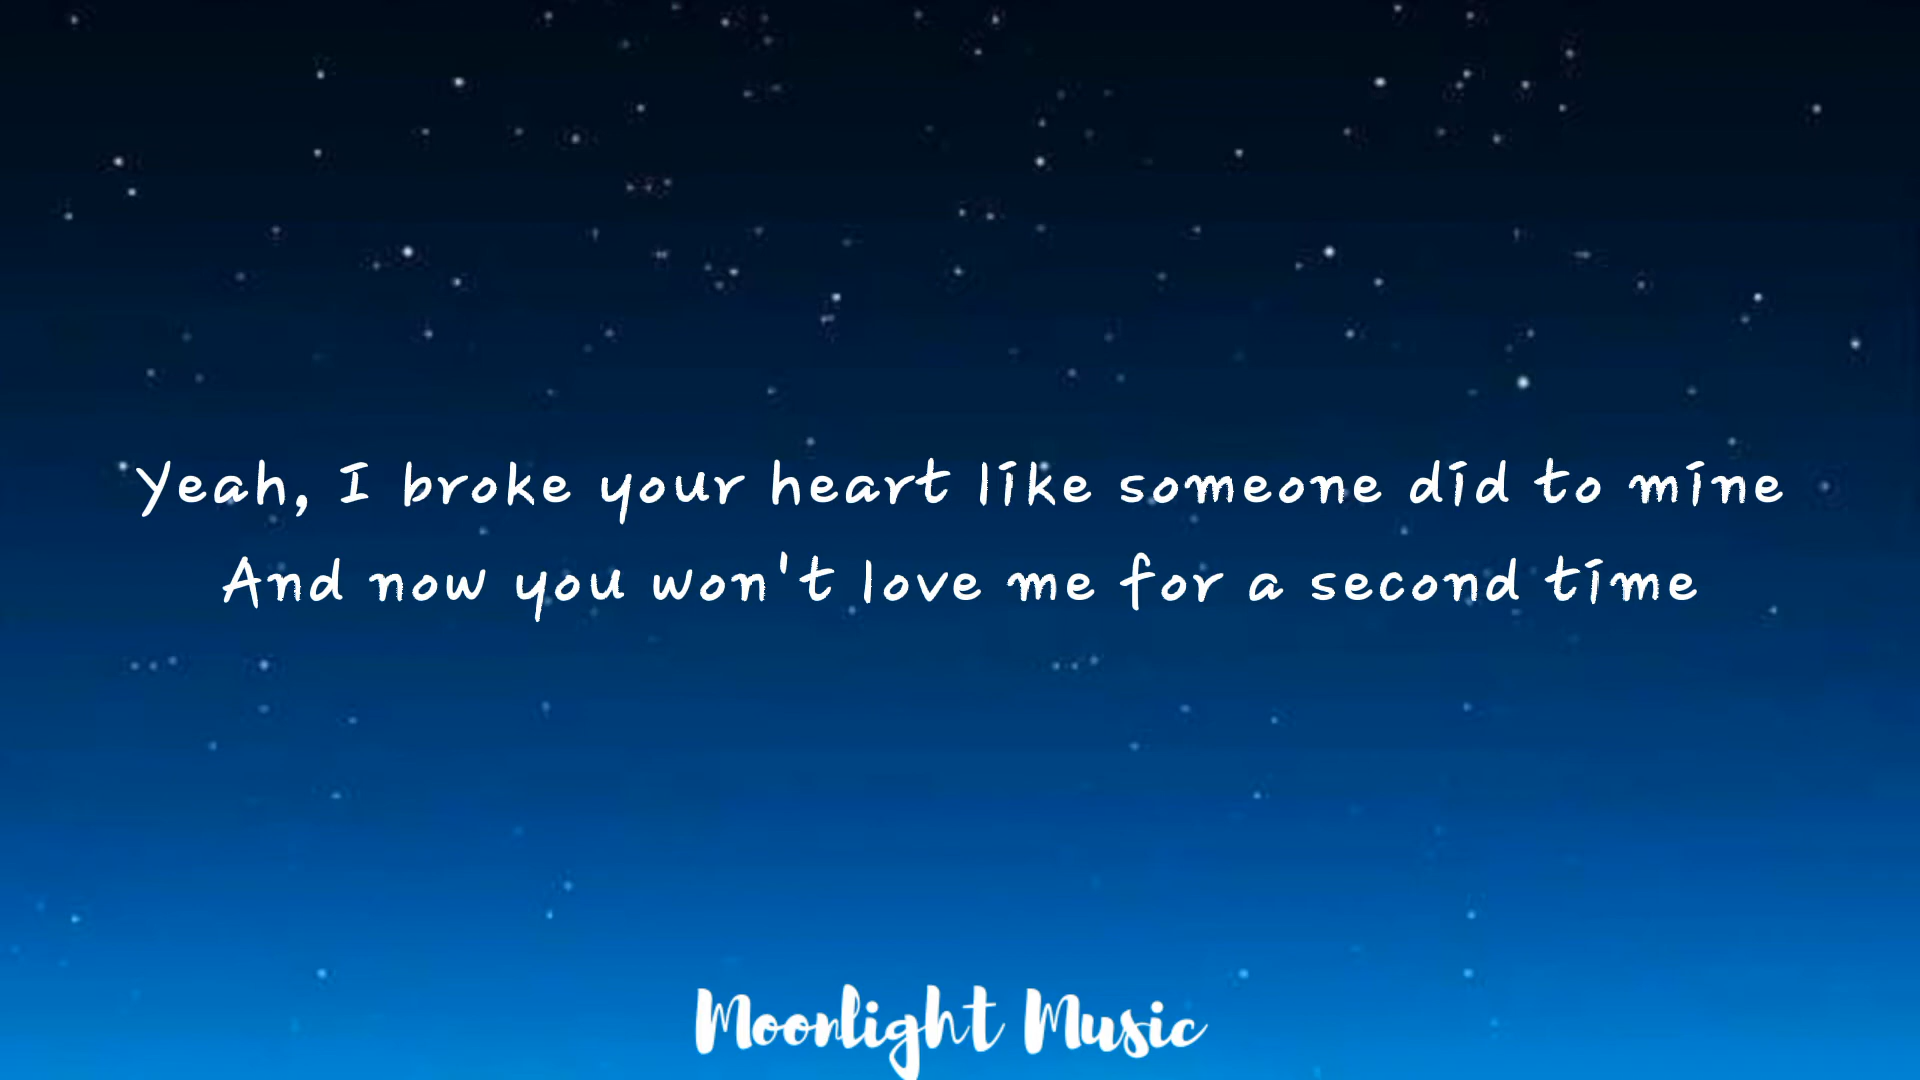 Yeah, I broke your heart like someone did to mine
And now you won't love me for a second time
Moonlight Music